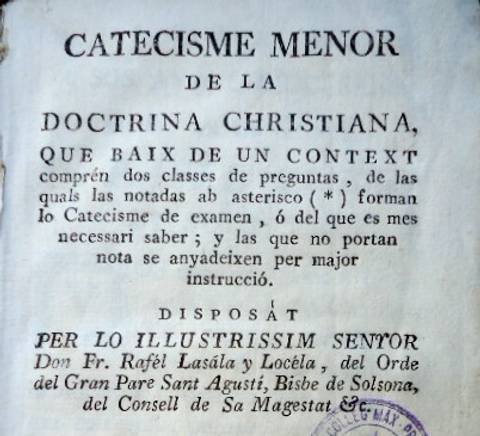 CATECISME MENOR
DE LA
DOCTRINA CHRISTIANA,
QUE BAIX DE UN CONTEXT
comprén dos classes de preguntas, de las
quals las notadas ab asterisco (*) forman
lo Catecisme de examen, ó del que es mes
necessari saber; y las que no portan
nota se anyadeixen per major
instrucció.
DISPOSAT
PER LO ILLUSTRISSIM SENYOR
Don Fr. Rafél Lasála y Locéla, del Orde
del Gran Pare Sant Agustí, Bisbe de Solsona,
del Consell de Sa Magestat &c.
COLLEG. MAX.